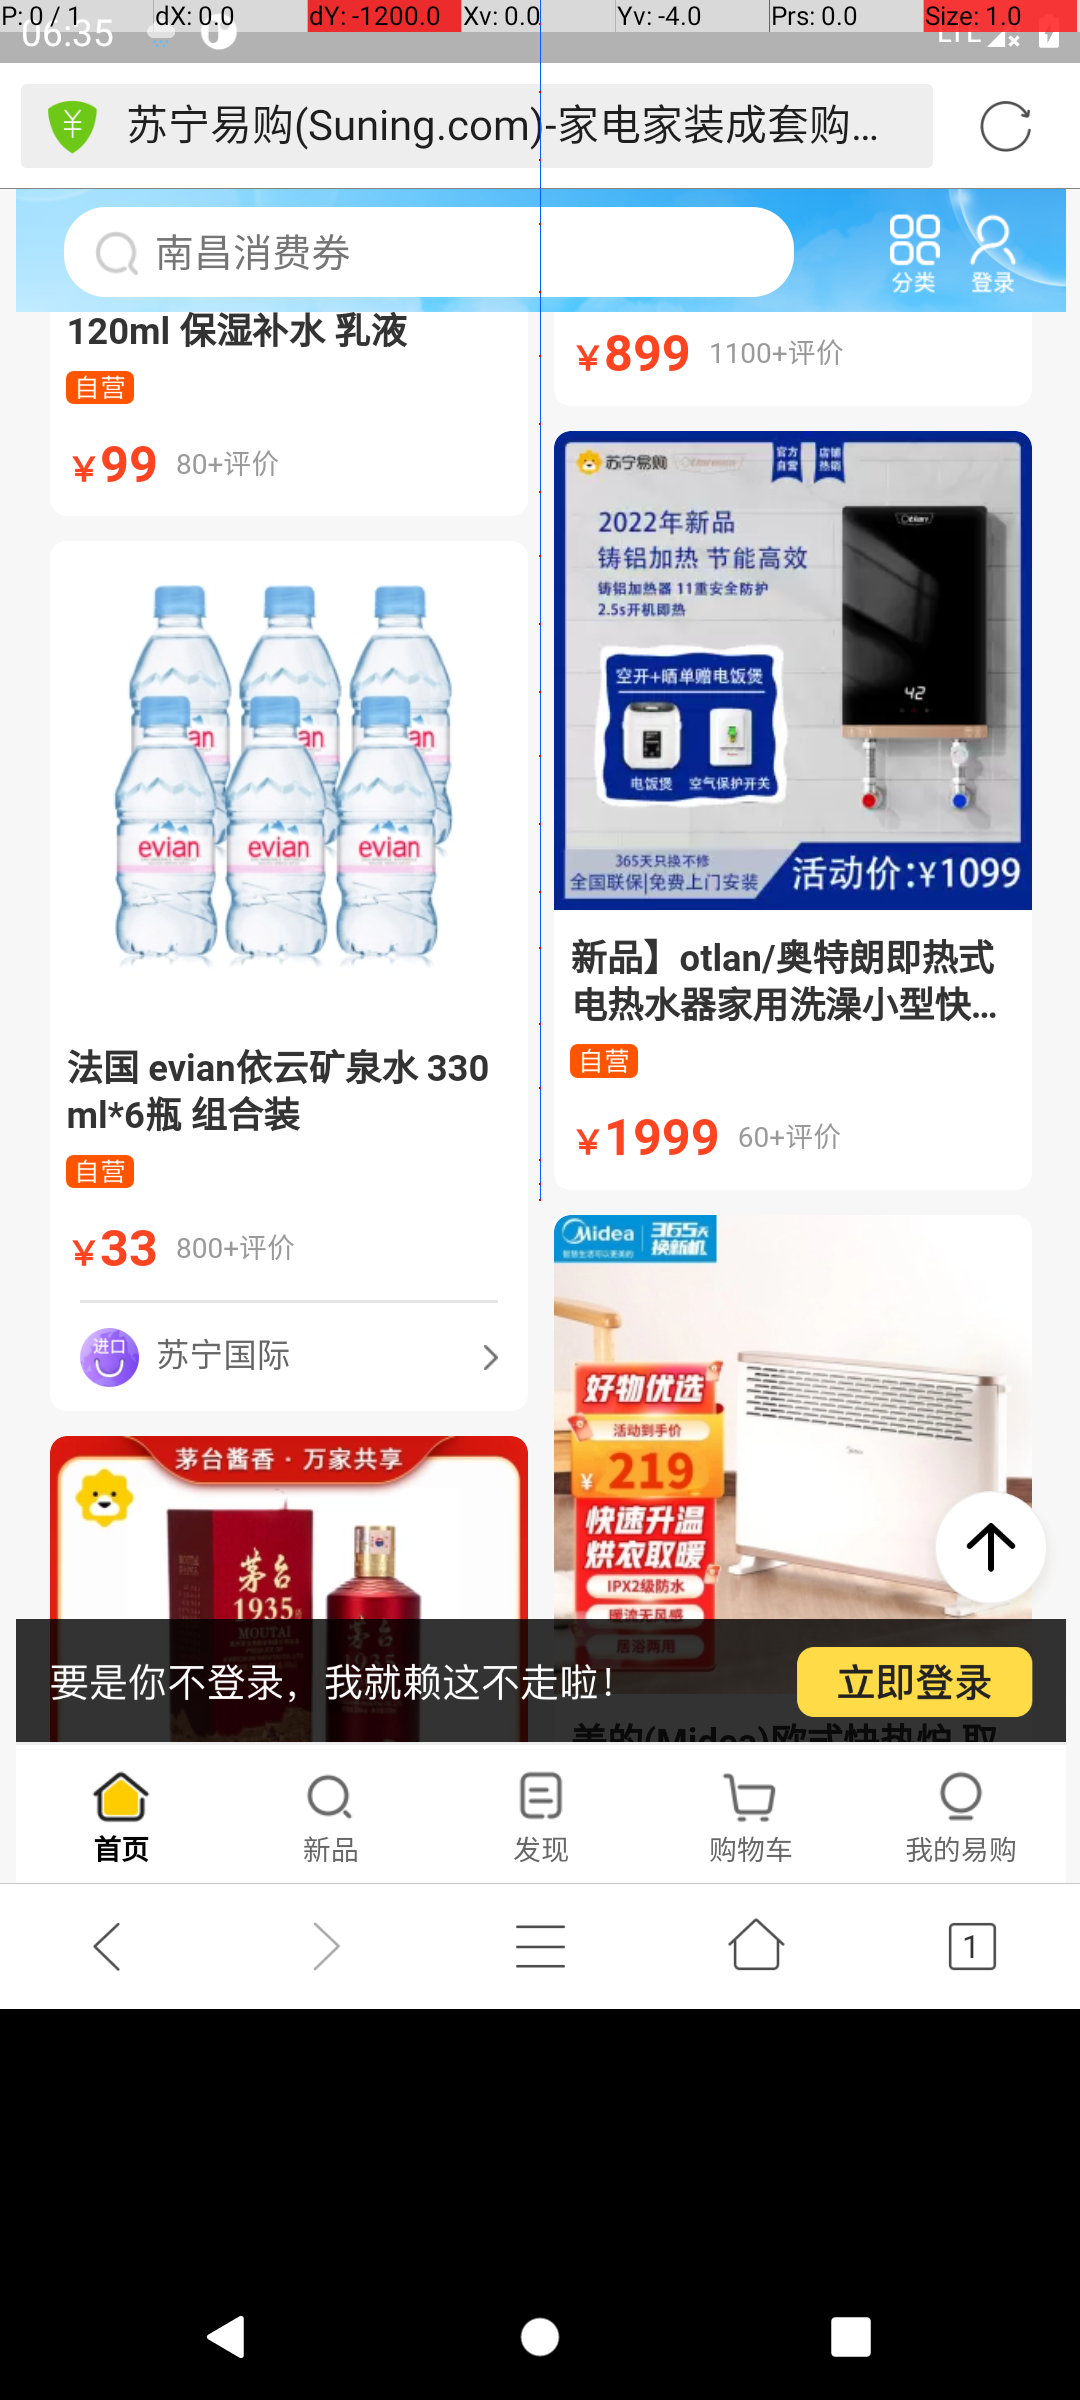 P: 0 / 1 dX: 0.0 dY: -1200.0 Xv: 0.0 Yv: -4.0 Prs: 0.0 Size: 1.0
06:35
LTE
苏宁易购(Suning.com)-家电家装成套购...
南昌消费券
分类
登录
120ml 保湿补水 乳液
自营
¥99 80+评价
evian evian evian
法国 evian依云矿泉水 330
ml*6瓶 组合装
自营
¥33 800+评价
进口
苏宁国际
茅台酱香 · 万家共享
茅台
1935
MOUTAI
¥899 1100+评价
苏宁易购
官方自营
店铺热销
2022年新品
铸铝加热 节能高效
铸铝加热器 11重安全防护
2.5s开机即热
42
空开+晒单赠电饭煲
电饭煲 空气保护开关
365天只换不修
全国联保|免费上门安装
活动价:¥1099
新品】otlan/奥特朗即热式
电热水器家用洗澡小型快...
自营
¥1999 60+评价
Midea
365天
换新机
好物优选
活动到手价
¥219
快速升温
烘衣取暖
IPX2级防水
暖流无风感
居浴两用
美的(Midea)欧式快热炉 取
要是你不登录，我就赖这不走啦！
立即登录
首页
新品
发现
购物车
我的易购
1